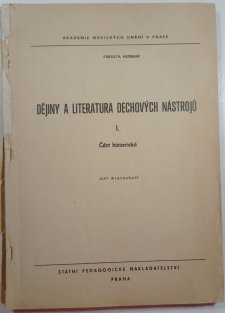 AKADEMIE MÚZICKÝCH UMĚNÍ V PRAZE
FAKULTA HUDEBNÍ
DĚJINY A LITERATURA DECHOVÝCH NÁSTROJŮ
I.
Část historická
Jiří Kratochvíl
STÁTNÍ PEDAGOGICKÉ NAKLADATELSTVÍ
PRAHA